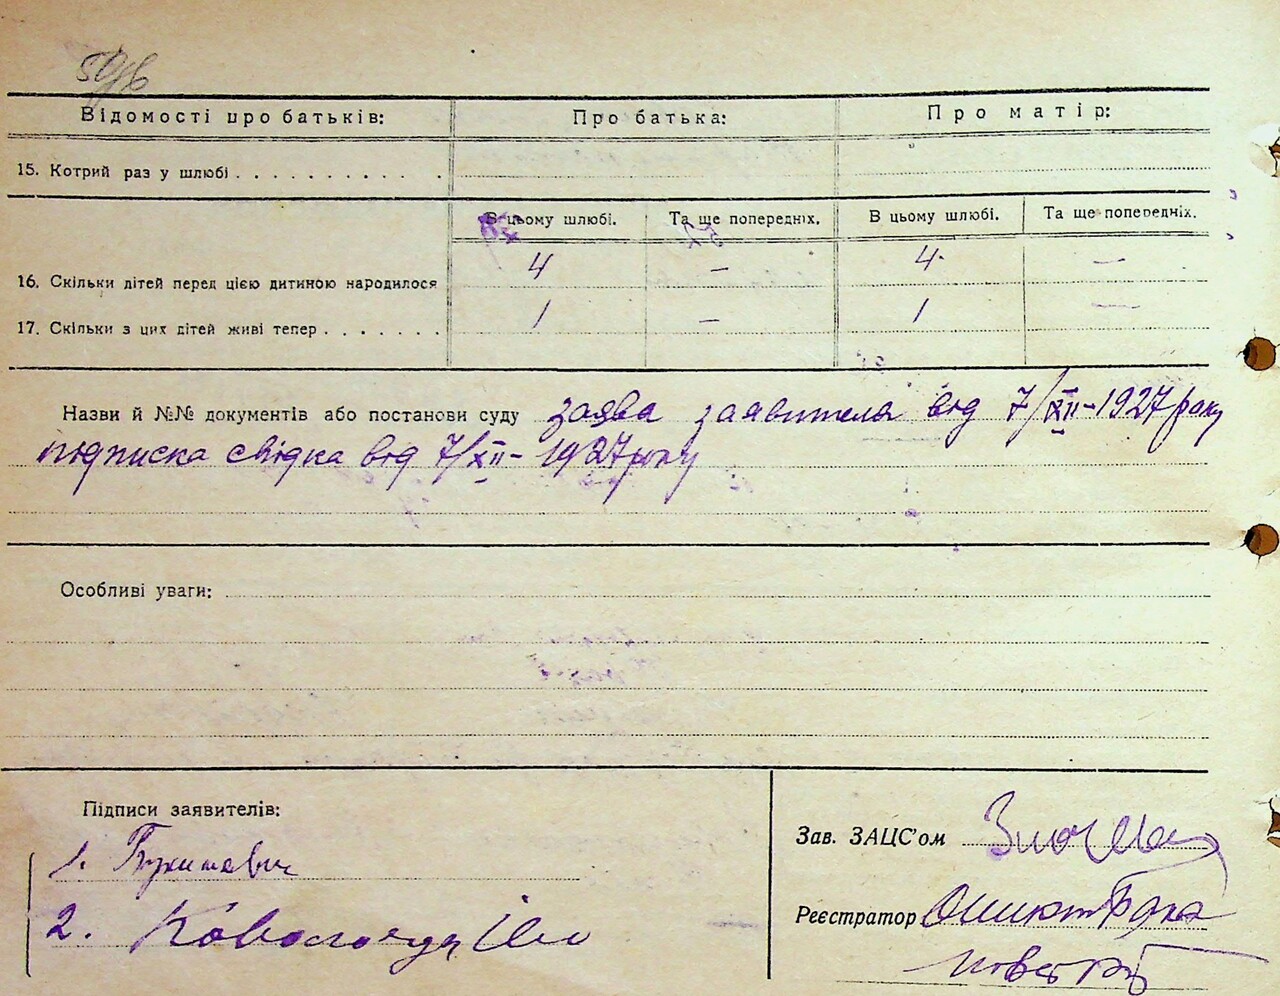 Відомості про батьків: Про батька: Про матір:
15. Котрий раз у шлюбі . . . . . . . . . . .
В цьому шлюбі. Та ще попередніх. В цьому шлюбі. Та ще попередніх.
16. Скільки дітей перед цією дитиною народилося 4 — 4 —
17. Скільки з цих дітей живі тепер . . . . . . . 1 — 1 —
Назви й №№ документів або постанови суду заява заявителя від 7/XII-1927 року
підписка свідка від 7/XII-1927 року
Особливі уваги:
Підписи заявителів:
Зав. ЗАЦС'ом
1.
Реєстратор
2.